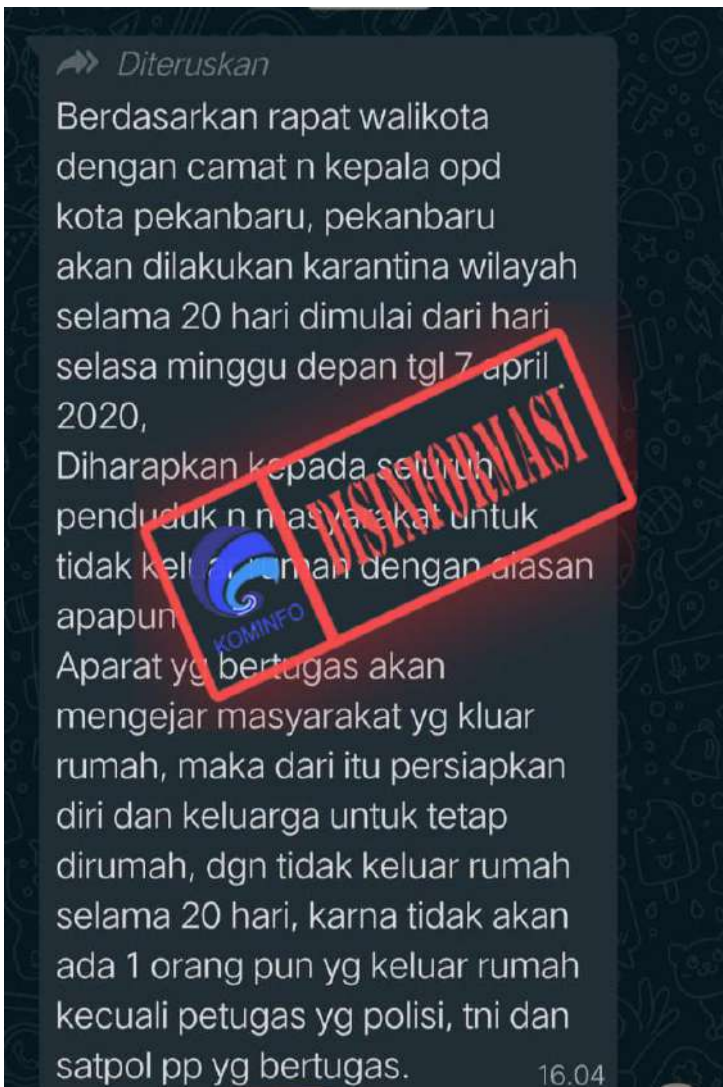 Diteruskan
Berdasarkan rapat walikota
dengan camat n kepala opd
kota pekanbaru, pekanbaru
akan dilakukan karantina wilayah
selama 20 hari dimulai dari hari
selasa minggu depan tgl 7 april
2020,
Diharapkan kepada seluruh
penduduk n masyarakat untuk
tidak keluar rumah dengan alasan
apapun
Aparat yg bertugas akan
mengejar masyarakat yg kluar
rumah, maka dari itu persiapkan
diri dan keluarga untuk tetap
dirumah, dgn tidak keluar rumah
selama 20 hari, karna tidak akan
ada 1 orang pun yg keluar rumah
kecuali petugas yg polisi, tni dan
satpol pp yg bertugas.
16.04
KOMINFO
DISINFORMASI